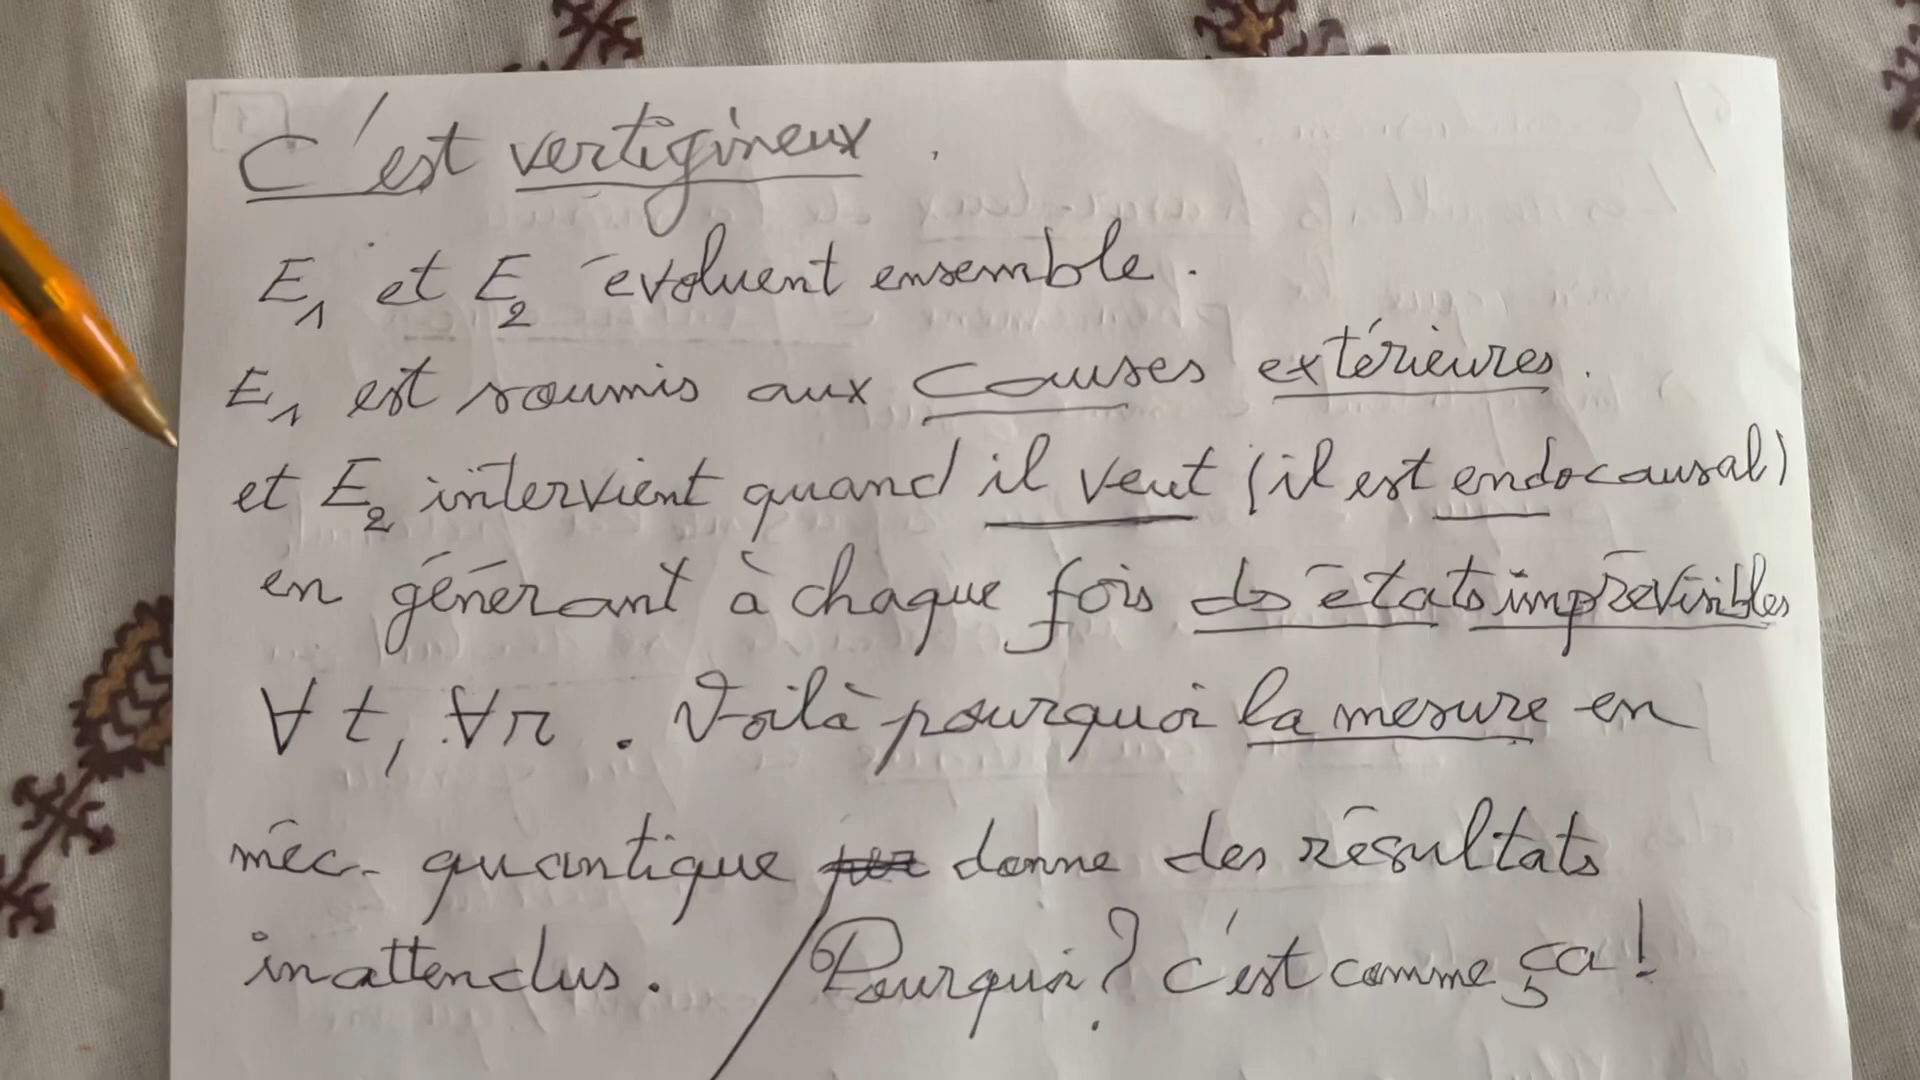 C'est vertigineux.
E₁ et E₂ évoluent ensemble.
E₁ est soumis aux causes extérieures.
et E₂ intervient quand il veut (il est endocausal)
en générant à chaque fois des états imprévisibles
∀ t, ∀ r. Voilà pourquoi la mesure en
méc. quantique donne des résultats
inattendus. / Pourquoi? c'est comme ça!